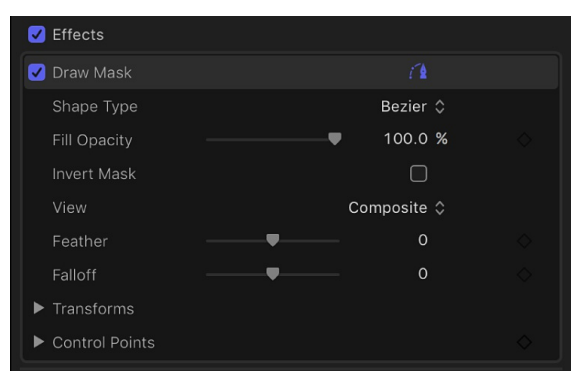 Effects
Draw Mask
Shape Type Bezier
Fill Opacity 100.0 %
Invert Mask
View Composite
Feather 0
Falloff 0
Transforms
Control Points